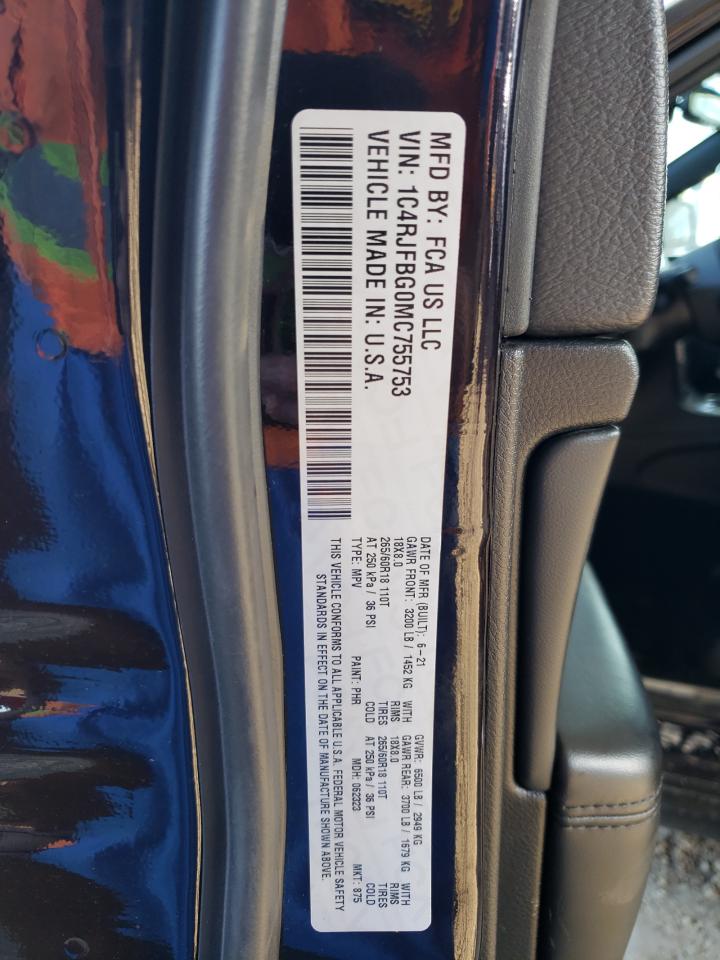 MFD BY: FCA US LLC
VIN: 1C4RJFBG0MC755753
VEHICLE MADE IN: U.S.A.
DATE OF MFR (BUILT): 6-21 GVWR: 6500 LB / 2949 KG
GAWR FRONT: 3200 LB / 1452 KG WITH GAWR REAR: 3700 LB / 1679 KG WITH
18X8.0 RIMS 18X8.0 RIMS
265/60R18 110T TIRES 265/60R18 110T TIRES
AT 250 kPa / 36 PSI COLD AT 250 kPa / 36 PSI COLD
TYPE: MPV PAINT: PHR MDH: 062323 MKT: 875
THIS VEHICLE CONFORMS TO ALL APPLICABLE U.S.A. FEDERAL MOTOR VEHICLE SAFETY
STANDARDS IN EFFECT ON THE DATE OF MANUFACTURE SHOWN ABOVE.